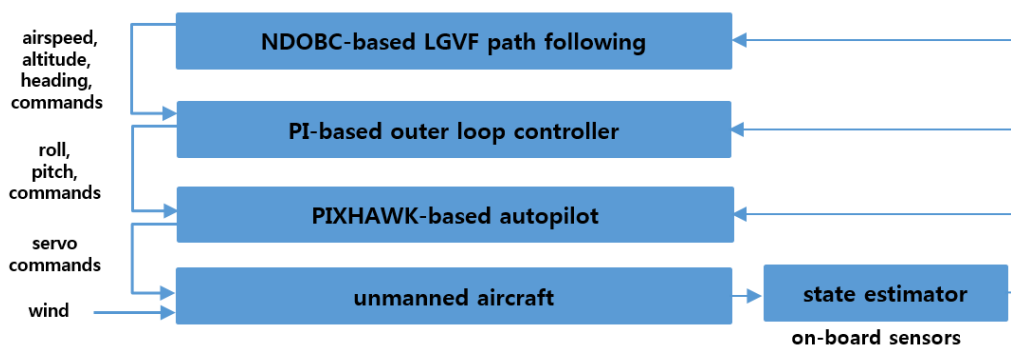 NDOBC-based LGVF path following
airspeed,
altitude,
heading,
commands
PI-based outer loop controller
roll,
pitch,
commands
PIXHAWK-based autopilot
servo
commands
unmanned aircraft
state estimator
wind
on-board sensors